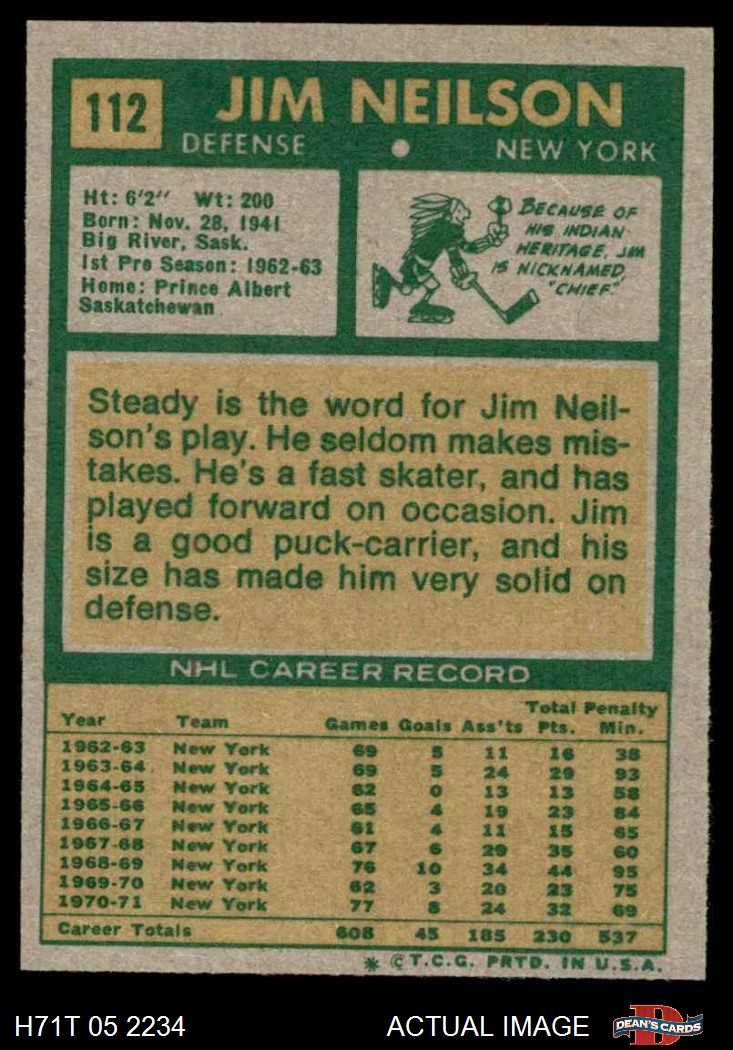 112
JIM NEILSON
DEFENSE
NEW YORK
Ht: 6'2'' Wt: 200
Born: Nov. 28, 1941
Big River, Sask.
1st Pro Season: 1962-63
Home: Prince Albert
Saskatchewan
BECAUSE OF
HIS INDIAN
HERITAGE, JIM
IS NICKNAMED
"CHIEF."
Steady is the word for Jim Neil-
son's play. He seldom makes mis-
takes. He's a fast skater, and has
played forward on occasion. Jim
is a good puck-carrier, and his
size has made him very solid on
defense.
NHL CAREER RECORD
Year Team Games Goals Ass'ts Total Pts. Penalty Min.
1962-63 New York 69 5 11 16 38
1963-64 New York 69 5 24 29 93
1964-65 New York 62 0 13 13 58
1965-66 New York 65 4 19 23 84
1966-67 New York 61 4 11 15 65
1967-68 New York 67 6 29 35 60
1968-69 New York 76 10 34 44 95
1969-70 New York 62 3 20 23 75
1970-71 New York 77 8 24 32 69
Career Totals 608 45 185 230 537
* © T.C.G. PRTD. IN U.S.A.
H71T 05 2234
ACTUAL IMAGE
D
DEAN'S CARDS